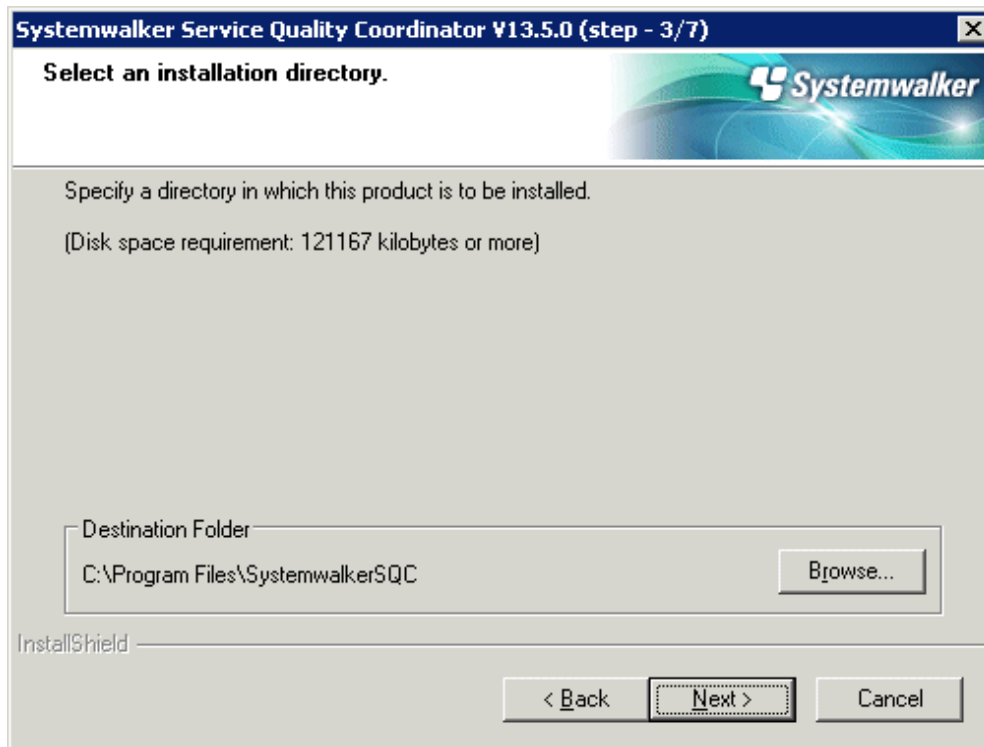 Systemwalker Service Quality Coordinator V13.5.0 (step - 3/7)
Select an installation directory.
Systemwalker
Specify a directory in which this product is to be installed.
(Disk space requirement: 121167 kilobytes or more)
Destination Folder
C:\Program Files\SystemwalkerSQC
Browse...
InstallShield
< Back
Next >
Cancel